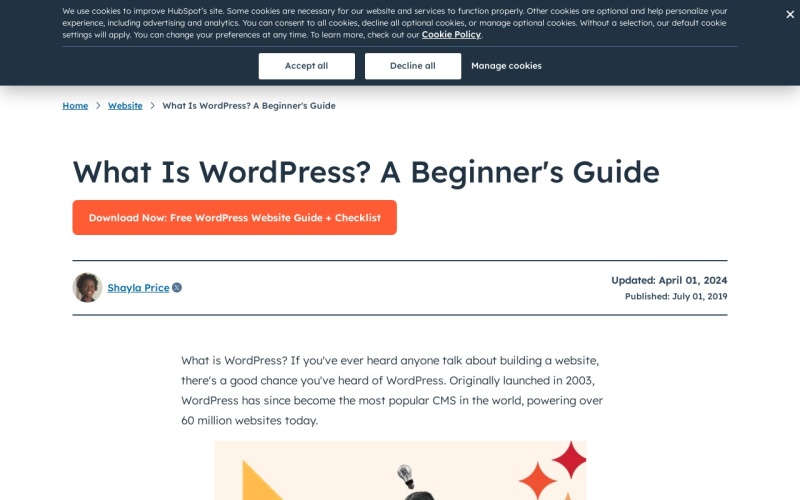 We use cookies to improve HubSpot's site. Some cookies are necessary for our website and services to function properly. Other cookies are optional and help personalize your
experience, including advertising and analytics. You can consent to all cookies, decline all optional cookies, or manage optional cookies. Without a selection, our default cookie
settings will apply. You can change your preferences at any time. To learn more, check out our Cookie Policy.
Accept all
Decline all
Manage cookies
Home > Website > What Is WordPress? A Beginner's Guide
What Is WordPress? A Beginner's Guide
Download Now: Free WordPress Website Guide + Checklist
Shayla Price
Updated: April 01, 2024
Published: July 01, 2019
What is WordPress? If you've ever heard anyone talk about building a website,
there's a good chance you've heard of WordPress. Originally launched in 2003,
WordPress has since become the most popular CMS in the world, powering over
60 million websites today.